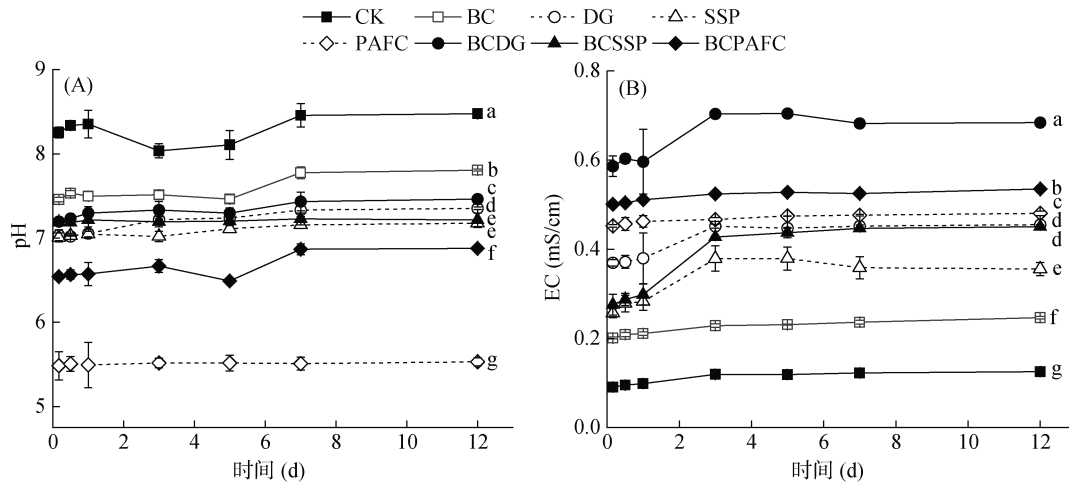 CK BC DG SSP
PAFC BCDG BCSSP BCPAFC
(A)
9
8
7
6
5
pH
0 2 4 6 8 10 12
时间 (d)
a
b
c
d
e
e
f
g
(B)
0.8
0.6
0.4
0.2
0.0
EC (mS/cm)
0 2 4 6 8 10 12
时间 (d)
a
b
c
d
d
e
f
g